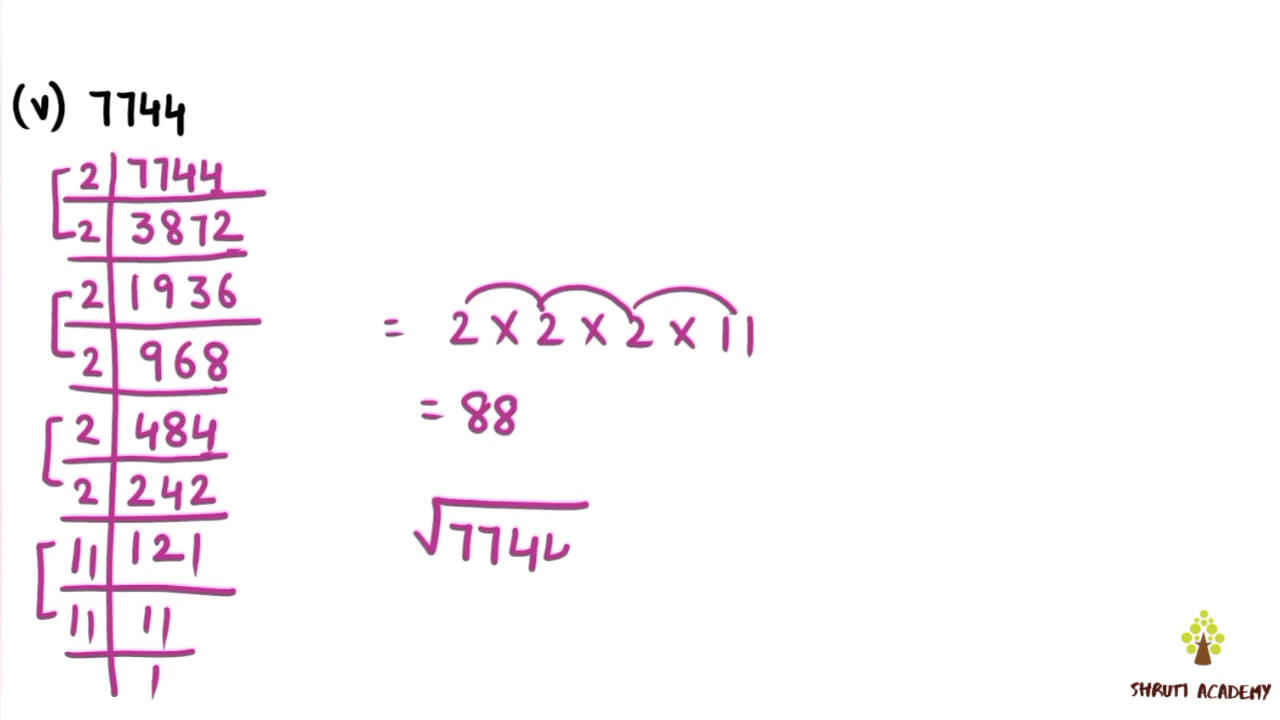 (v) 7744
2 | 7744
2 | 3872
2 | 1936
2 | 968
2 | 484
2 | 242
11 | 121
11 | 11
1
= 2 × 2 × 2 × 11
= 88
√7744
SHRUTI ACADEMY